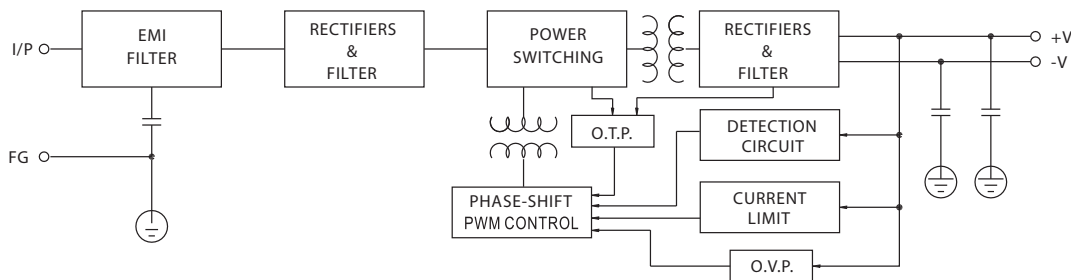 I/P
EMI
FILTER
RECTIFIERS
&
FILTER
POWER
SWITCHING
RECTIFIERS
&
FILTER
+V
-V
O.T.P.
DETECTION
CIRCUIT
FG
PHASE-SHIFT
PWM CONTROL
CURRENT
LIMIT
O.V.P.